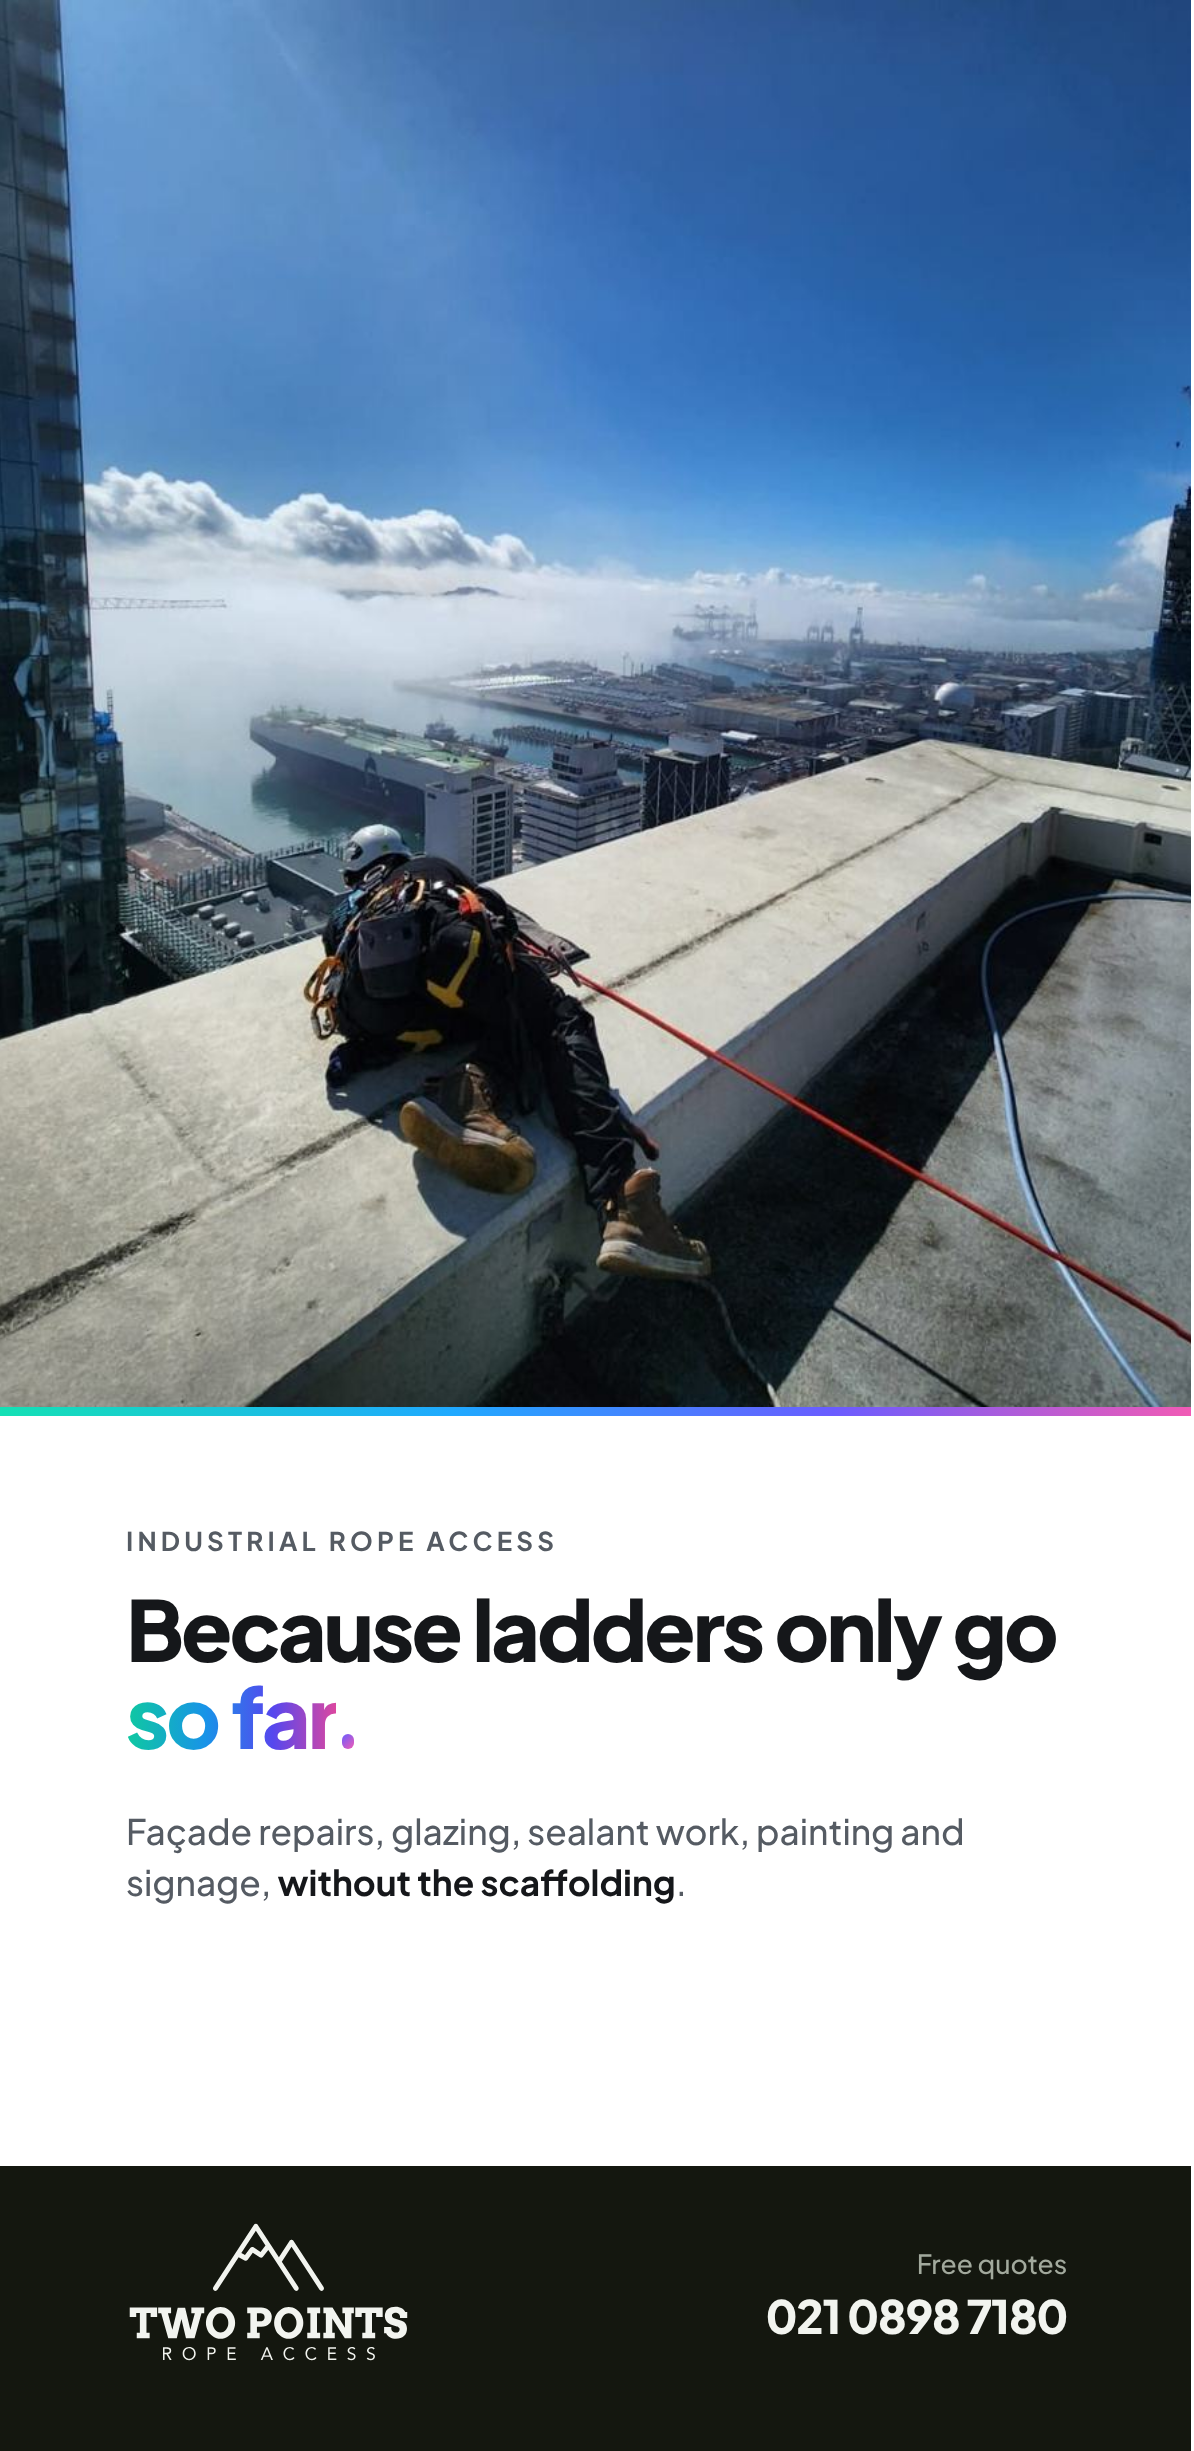 INDUSTRIAL ROPE ACCESS
Because ladders only go
so far.
Façade repairs, glazing, sealant work, painting and
signage, without the scaffolding.
TWO POINTS
ROPE ACCESS
Free quotes
021 0898 7180